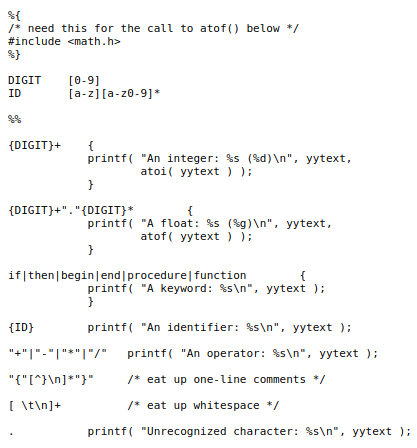 %{
/* need this for the call to atof() below */
#include <math.h>
%}
DIGIT    [0-9]
ID       [a-z][a-z0-9]*
%%
{DIGIT}+    {
            printf( "An integer: %s (%d)\n", yytext,
                    atoi( yytext ) );
            }
{DIGIT}+"."{DIGIT}*        {
            printf( "A float: %s (%g)\n", yytext,
                    atof( yytext ) );
            }
if|then|begin|end|procedure|function        {
            printf( "A keyword: %s\n", yytext );
            }
{ID}        printf( "An identifier: %s\n", yytext );
"+"|"-"|"*"|"/"   printf( "An operator: %s\n", yytext );
"{"[^}\n]*"}"     /* eat up one-line comments */
[ \t\n]+          /* eat up whitespace */
.           printf( "Unrecognized character: %s\n", yytext );